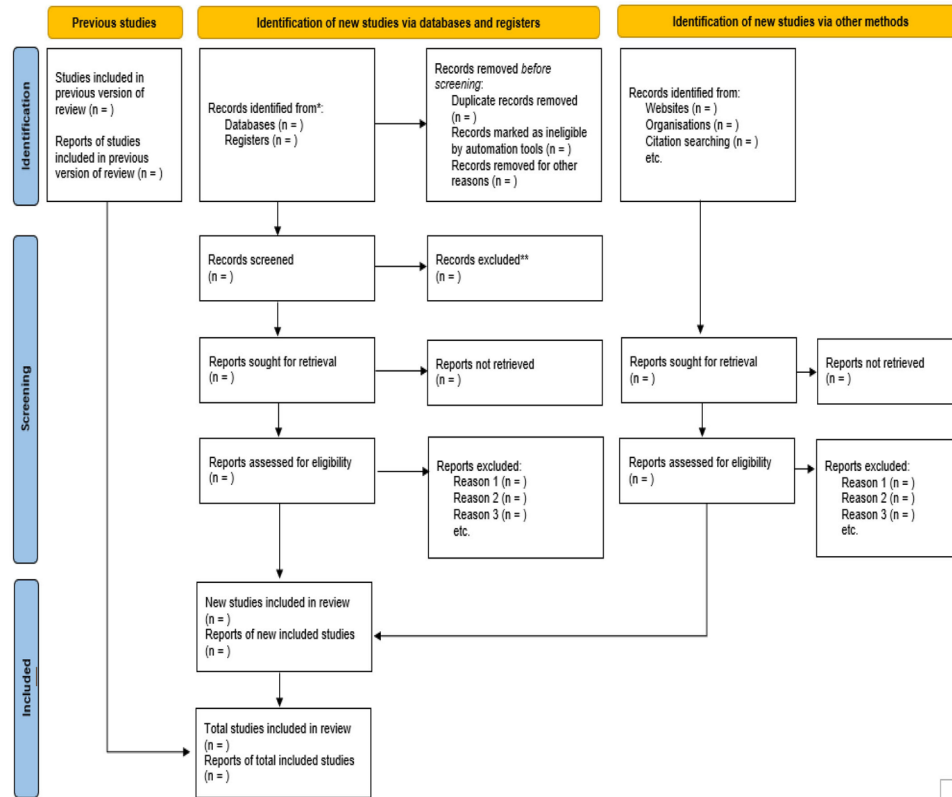 Previous studies
Identification of new studies via databases and registers
Identification of new studies via other methods
Identification
Studies included in
previous version of
review (n = )
Reports of studies
included in previous
version of review (n = )
Records identified from*:
Databases (n = )
Registers (n = )
Records removed before
screening:
Duplicate records removed
(n = )
Records marked as ineligible
by automation tools (n = )
Records removed for other
reasons (n = )
Records identified from:
Websites (n = )
Organisations (n = )
Citation searching (n = )
etc.
Screening
Records screened
(n = )
Records excluded**
(n = )
Reports sought for retrieval
(n = )
Reports not retrieved
(n = )
Reports sought for retrieval
(n = )
Reports not retrieved
(n = )
Reports assessed for eligibility
(n = )
Reports excluded:
Reason 1 (n = )
Reason 2 (n = )
Reason 3 (n = )
etc.
Reports assessed for eligibility
(n = )
Reports excluded:
Reason 1 (n = )
Reason 2 (n = )
Reason 3 (n = )
etc.
Included
New studies included in review
(n = )
Reports of new included studies
(n = )
Total studies included in review
(n = )
Reports of total included studies
(n = )